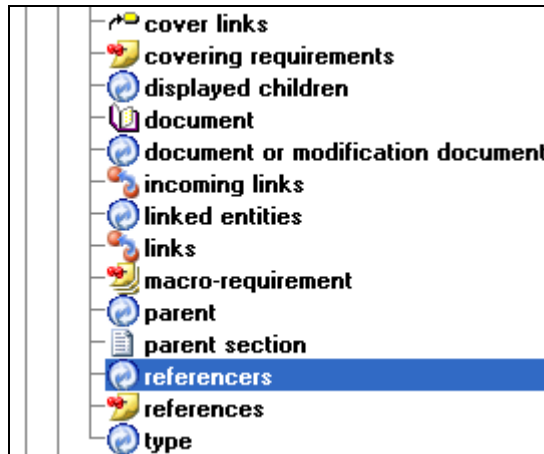 cover links
covering requirements
displayed children
document
document or modification document
incoming links
linked entities
links
macro-requirement
parent
parent section
referencers
references
type